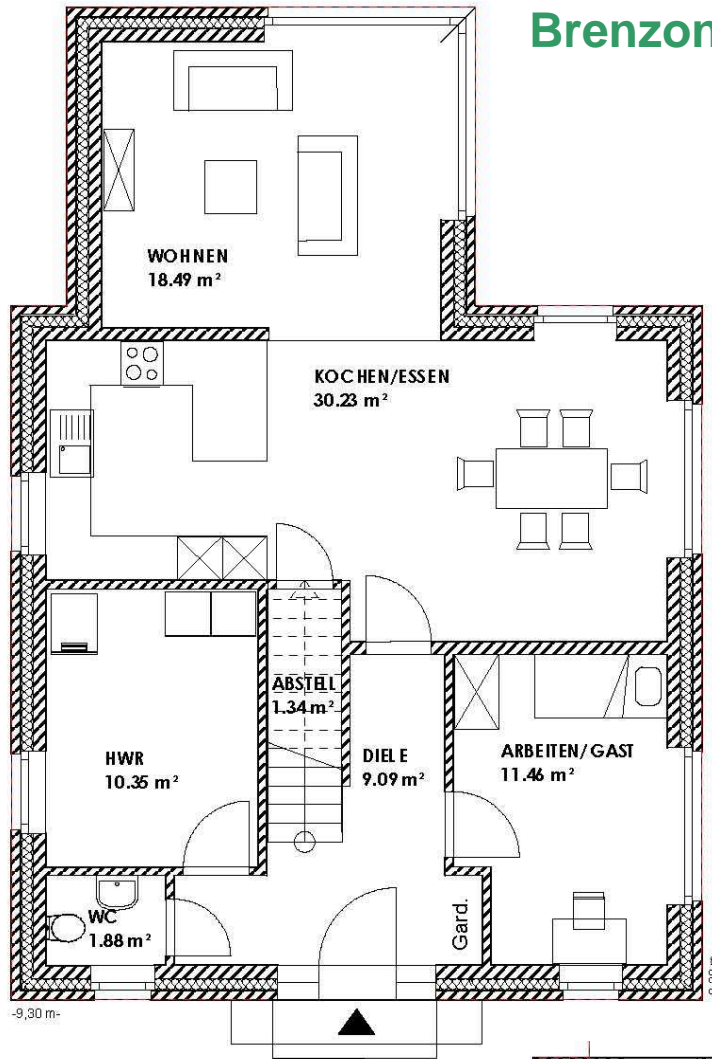 Brenzon
WOHNEN
18.49 m²
KOCHEN/ESSEN
30.23 m²
ABSTELL
1.34 m²
HWR
10.35 m²
DIELE
9.09 m²
ARBEITEN/GAST
11.46 m²
WC
1.88 m²
Gard.
-9,30 m-